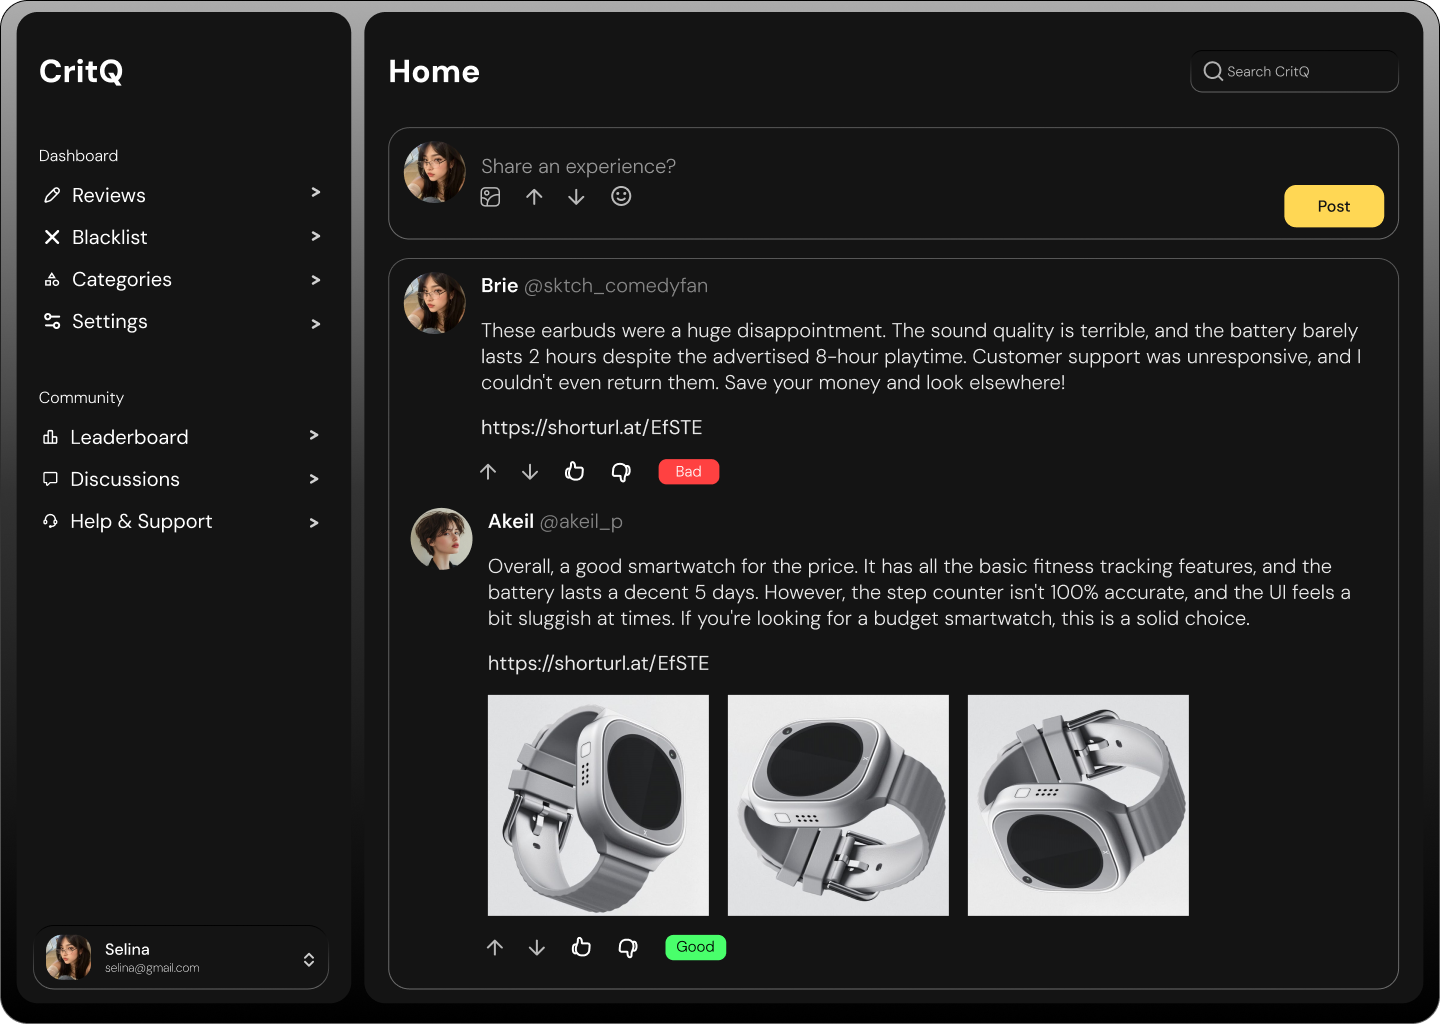 CritQ
Dashboard
Reviews
Blacklist
Categories
Settings
Community
Leaderboard
Discussions
Help & Support
Selina
selina@gmail.com
Home
Search CritQ
Share an experience?
Post
Brie @sktch_comedyfan
These earbuds were a huge disappointment. The sound quality is terrible, and the battery barely
lasts 2 hours despite the advertised 8-hour playtime. Customer support was unresponsive, and I
couldn't even return them. Save your money and look elsewhere!
https://shorturl.at/EfSTE
Bad
Akeil @akeil_p
Overall, a good smartwatch for the price. It has all the basic fitness tracking features, and the
battery lasts a decent 5 days. However, the step counter isn't 100% accurate, and the UI feels a
bit sluggish at times. If you're looking for a budget smartwatch, this is a solid choice.
https://shorturl.at/EfSTE
Good